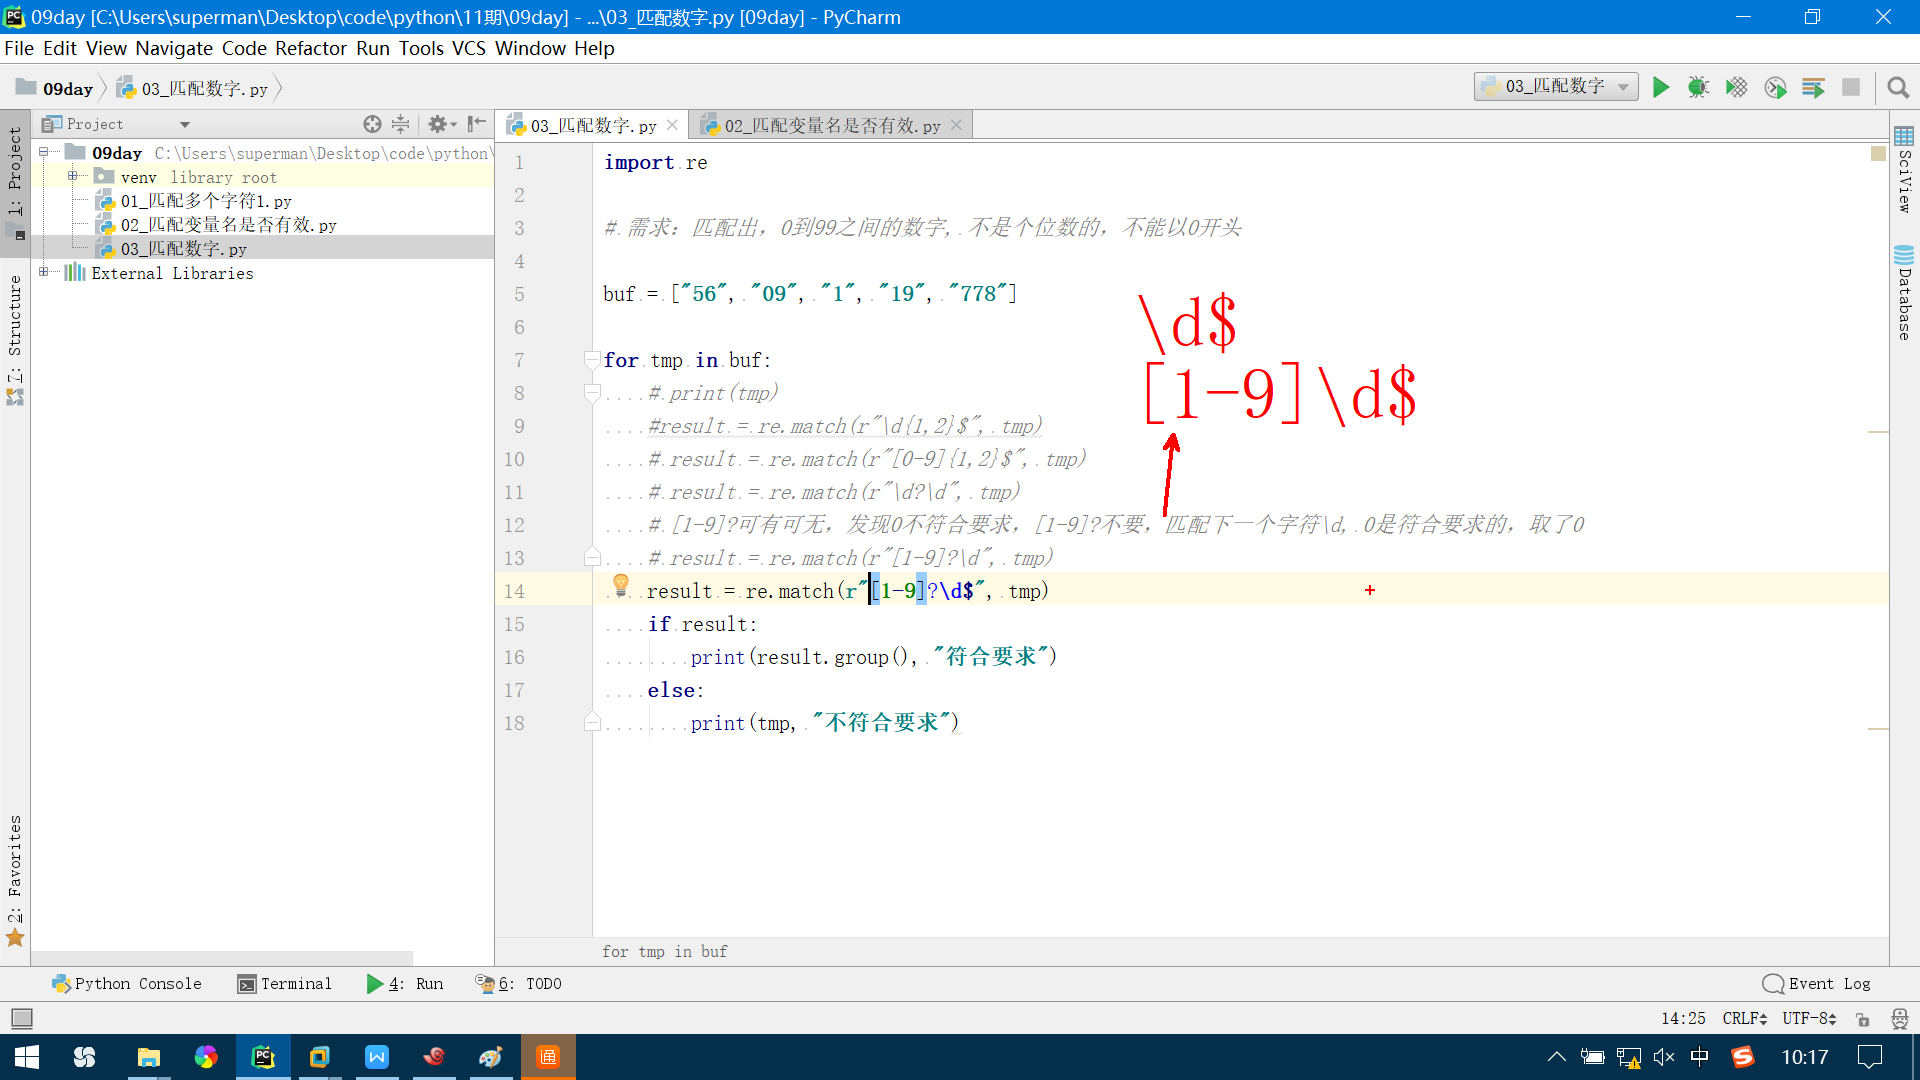 09day [C:\Users\superman\Desktop\code\python\11期\09day] - ...\03_匹配数字.py [09day] - PyCharm
File Edit View Navigate Code Refactor Run Tools VCS Window Help
09day 03_匹配数字.py
03_匹配数字
Project
03_匹配数字.py
02_匹配变量名是否有效.py
09day C:\Users\superman\Desktop\code\python\
venv library root
01_匹配多个字符1.py
02_匹配变量名是否有效.py
03_匹配数字.py
External Libraries
1: Project
7: Structure
2: Favorites
SciView
Database
1 import re
2
3 # 需求：匹配出，0到99之间的数字, 不是个位数的，不能以0开头
4
5 buf = ["56", "09", "1", "19", "778"]
6
7 for tmp in buf:
8 # print(tmp)
9 #result = re.match(r"\d{1,2}$", tmp)
10 # result = re.match(r"[0-9]{1,2}$", tmp)
11 # result = re.match(r"\d?\d", tmp)
12 # [1-9]?可有可无，发现0不符合要求，[1-9]?不要，匹配下一个字符\d, 0是符合要求的，取了0
13 # result = re.match(r"[1-9]?\d", tmp)
14 result = re.match(r"[1-9]?\d$", tmp)
15 if result:
16 print(result.group(), "符合要求")
17 else:
18 print(tmp, "不符合要求")
\d$
[1-9]\d$
for tmp in buf
Python Console Terminal 4: Run 6: TODO Event Log
14:25 CRLF UTF-8
中 10:17